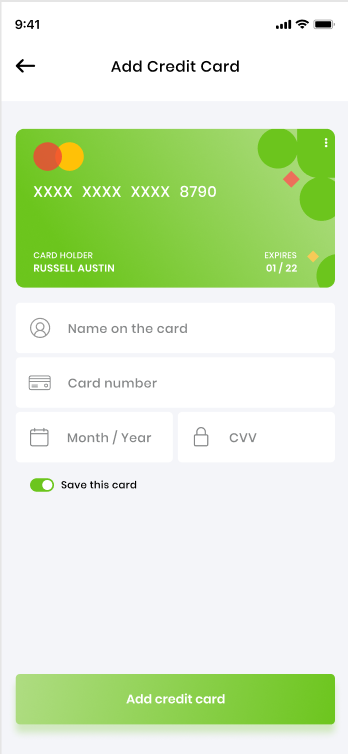 9:41
Add Credit Card
XXXX XXXX XXXX 8790
CARD HOLDER EXPIRES
RUSSELL AUSTIN 01 / 22
Name on the card
Card number
Month / Year CVV
Save this card
Add credit card